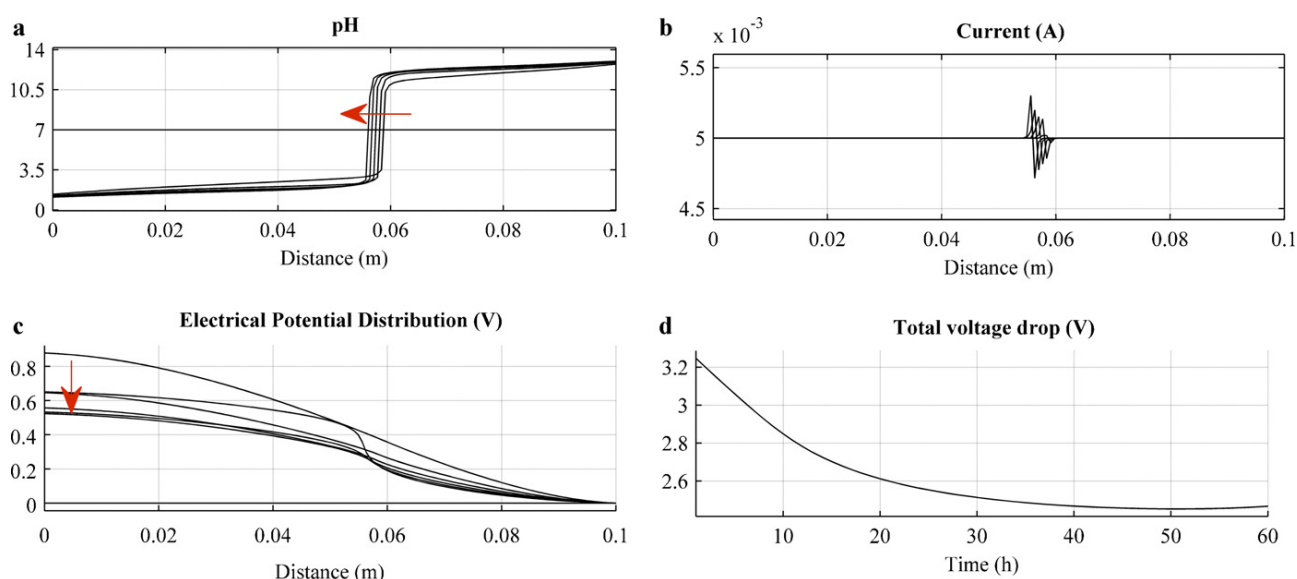 a
pH
14
10.5
7
3.5
0
0 0.02 0.04 0.06 0.08 0.1
Distance (m)
b
x 10⁻³
Current (A)
5.5
5
4.5
0 0.02 0.04 0.06 0.08 0.1
Distance (m)
c
Electrical Potential Distribution (V)
0.8
0.6
0.4
0.2
0
0 0.02 0.04 0.06 0.08 0.1
Distance (m)
d
Total voltage drop (V)
3.2
3
2.8
2.6
10 20 30 40 50 60
Time (h)